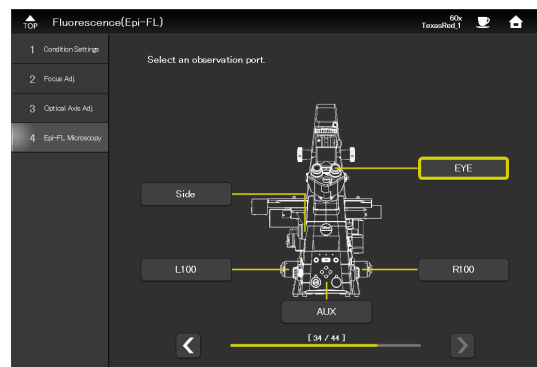 TOP
Fluorescence(Epi-FL)
60x
TexasRed_1
1 Condition Settings
2 Focus Adj.
3 Optical Axis Adj.
4 Epi-FL Microscopy
Select an observation port.
EYE
Side
L100
R100
AUX
[ 34 / 44 ]